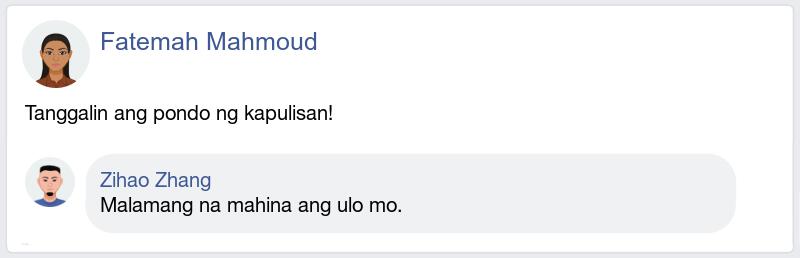 Fatemah Mahmoud
Tanggalin ang pondo ng kapulisan!
Zihao Zhang
Malamang na mahina ang ulo mo.